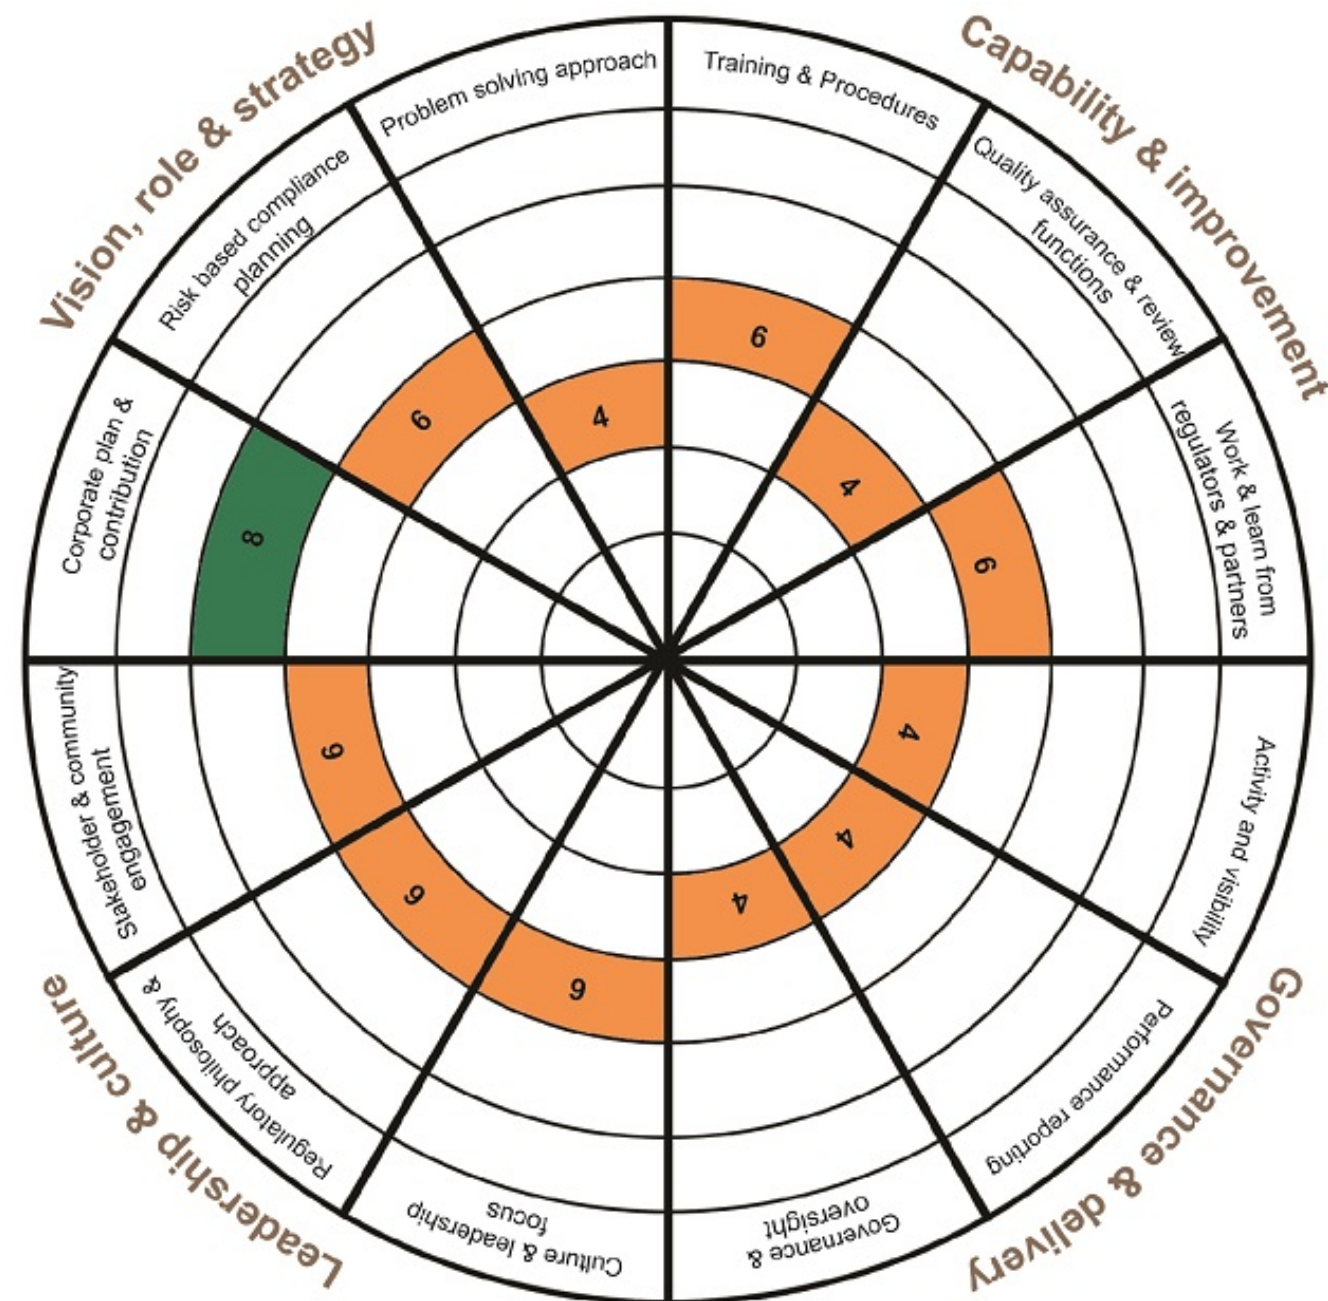 Vision, role & strategy
Corporate plan &
contribution
8
Risk based compliance
planning
6
Problem solving approach
4
Capability & improvement
Training & Procedures
6
Quality assurance & review
functions
4
Work & learn from
regulators & partners
6
Governance & delivery
Activity and visibility
4
Performance reporting
4
Governance &
oversight
4
Leadership & culture
Culture & leadership
focus
6
Regulatory philosophy &
approach
6
Stakeholder & community
engagement
6